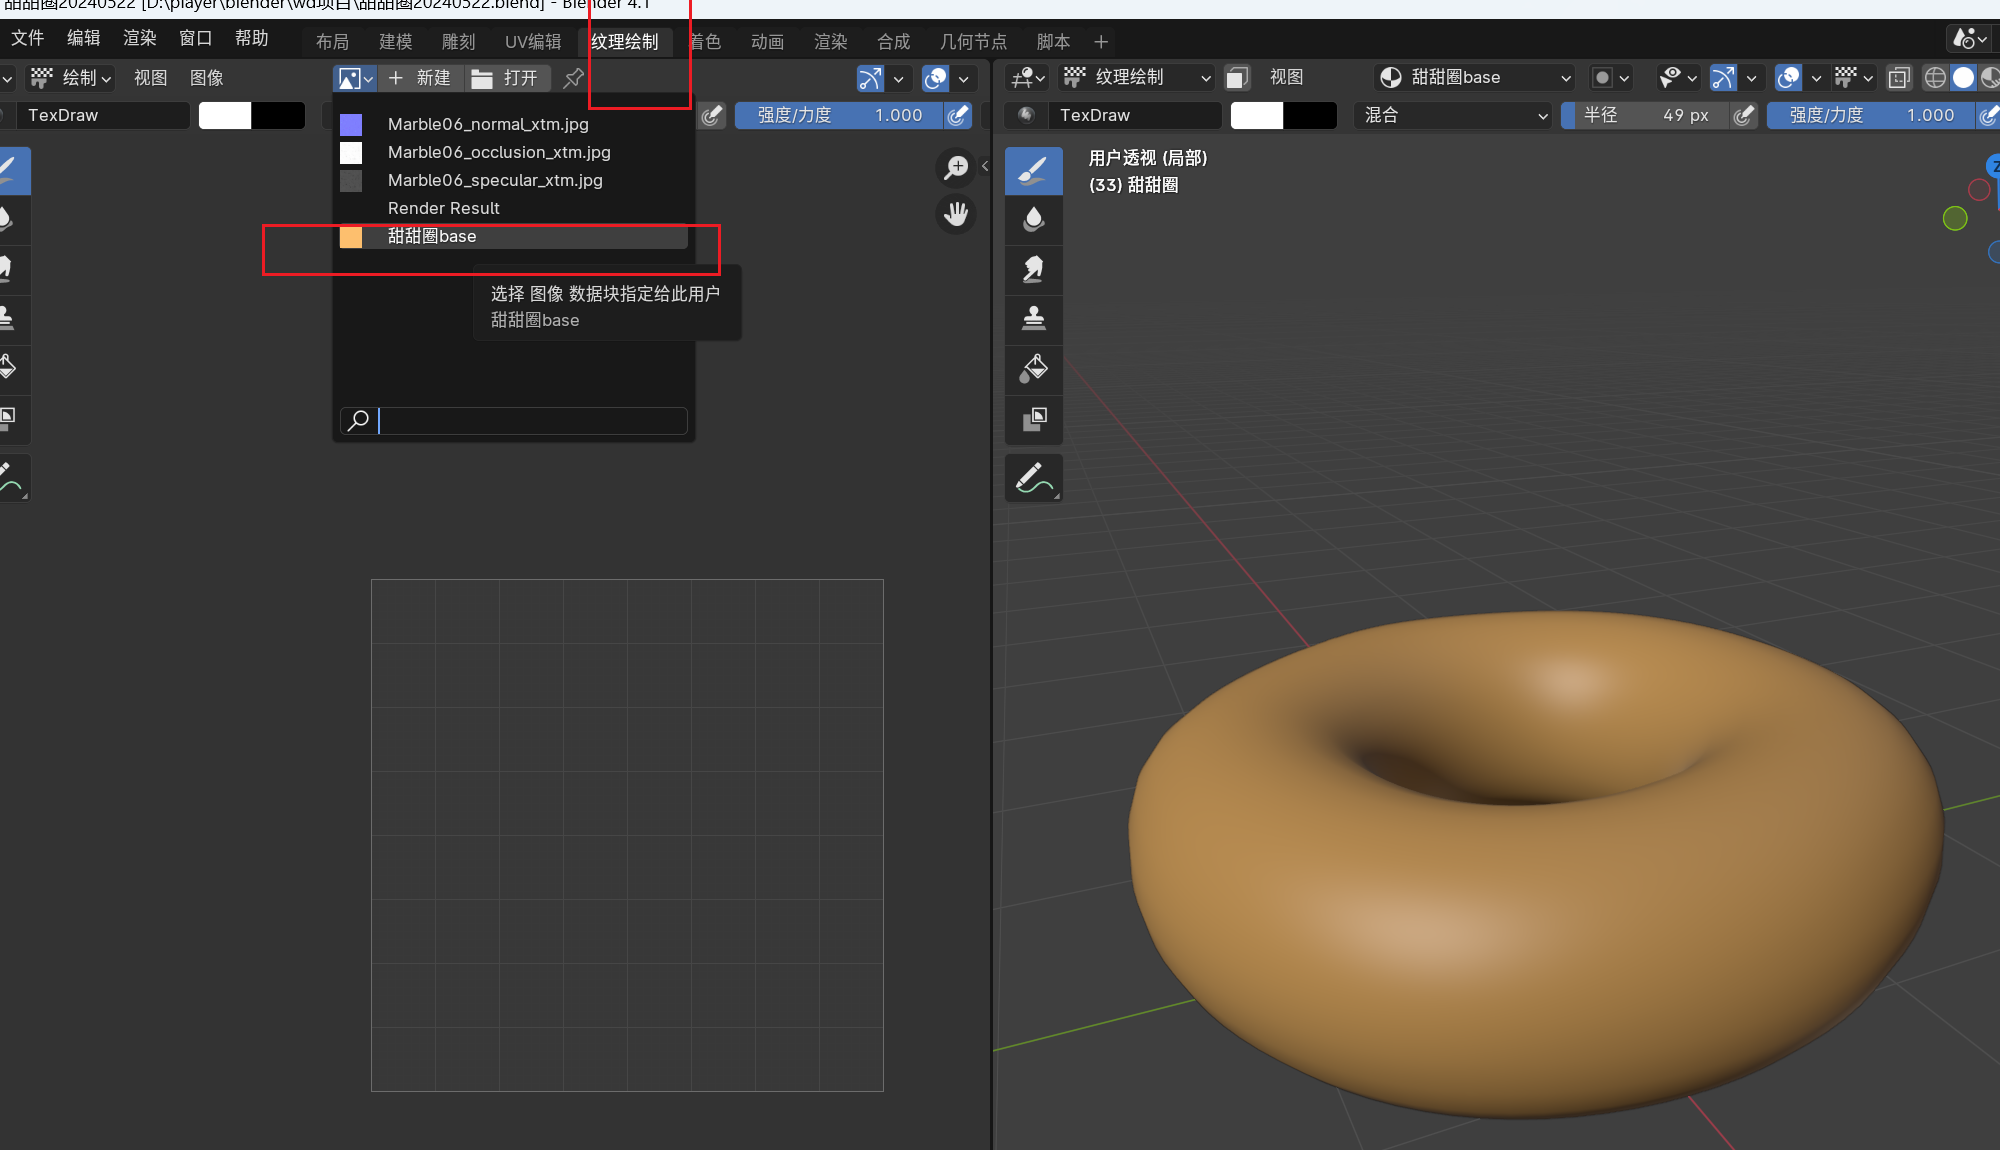 甜甜圈20240522 [D:\player\blender\wd项目\甜甜圈20240522.blend] - Blender 4.1
文件 编辑 渲染 窗口 帮助 布局 建模 雕刻 UV编辑 纹理绘制 着色 动画 渲染 合成 几何节点 脚本
绘制 视图 图像 新建 打开
TexDraw 强度/力度 1.000
Marble06_normal_xtm.jpg
Marble06_occlusion_xtm.jpg
Marble06_specular_xtm.jpg
Render Result
甜甜圈base
选择 图像 数据块指定给此用户
甜甜圈base
纹理绘制 视图 甜甜圈base
TexDraw 混合 半径 49 px 强度/力度 1.000
用户透视 (局部)
(33) 甜甜圈
Z